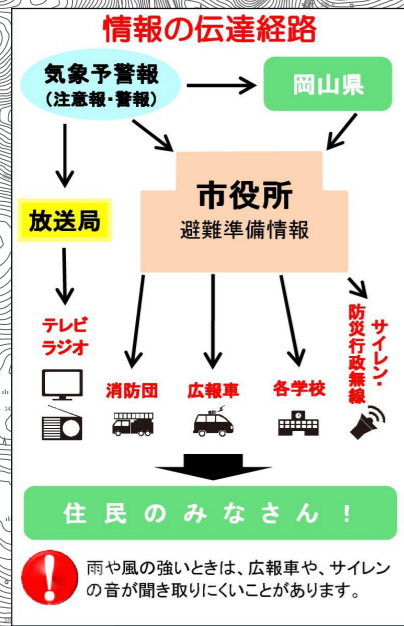 情報の伝達経路
気象予警報
(注意報・警報)
岡山県
市役所
避難準備情報
放送局
テレビ
ラジオ
消防団
広報車
各学校
サイレン・
防災行政無線
住民のみなさん!
雨や風の強いときは、広報車や、サイレン
の音が聞き取りにくいことがあります。